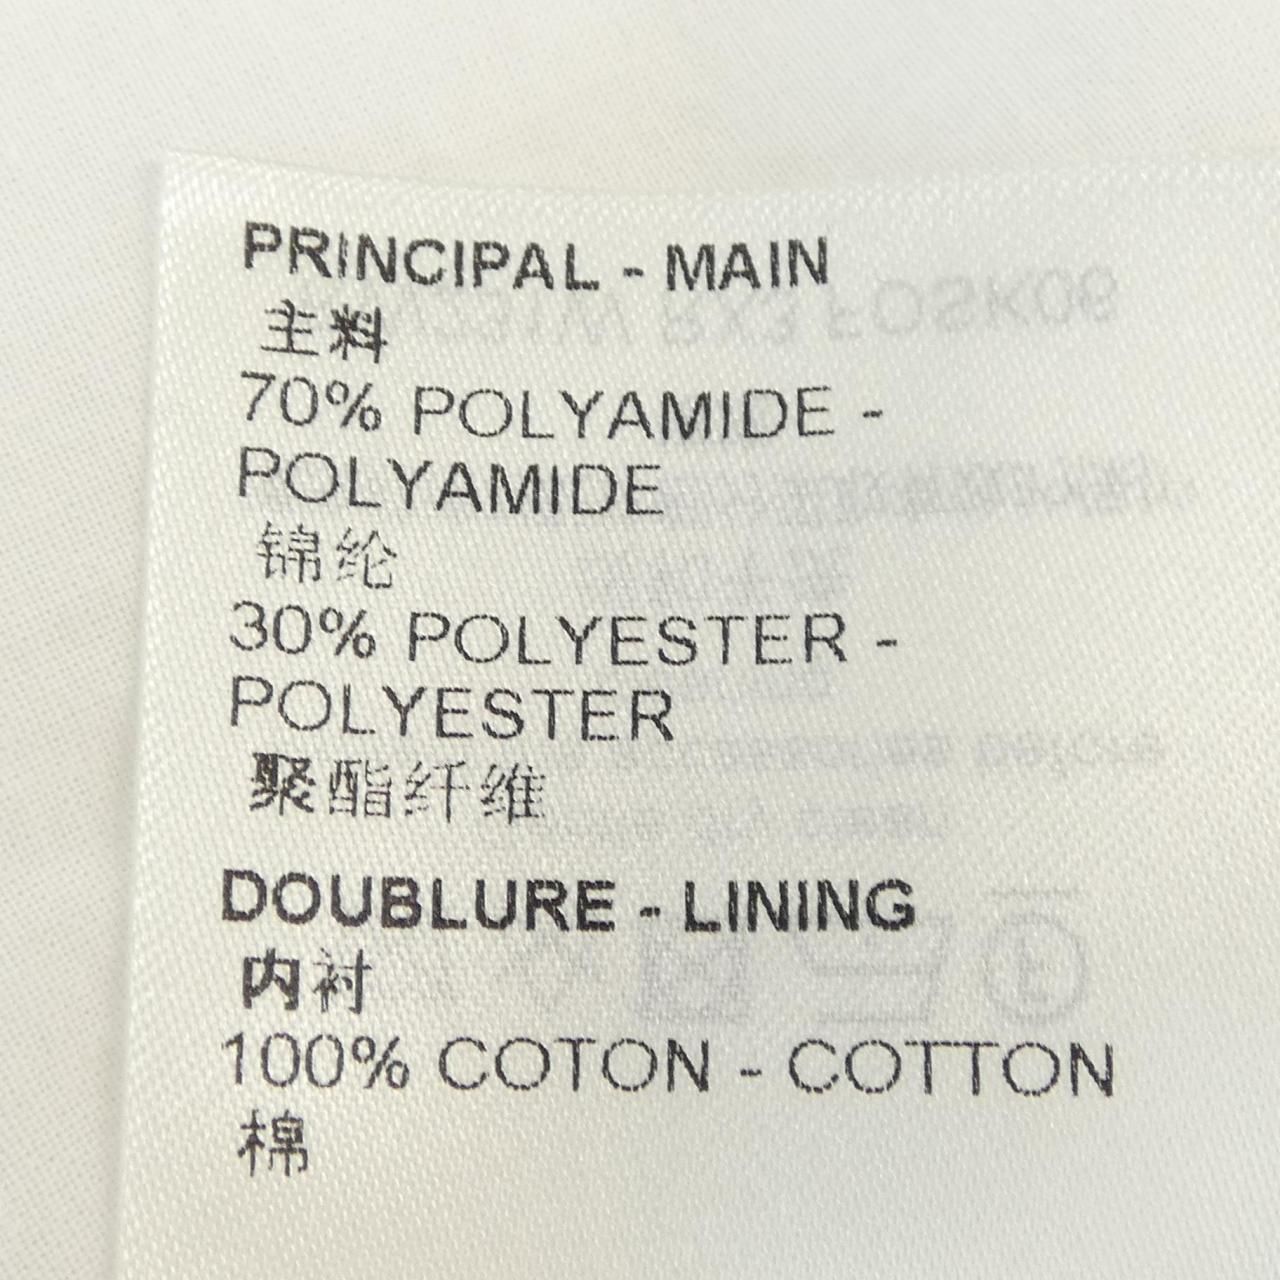 PRINCIPAL - MAIN
主料
70% POLYAMIDE -
POLYAMIDE
锦纶
30% POLYESTER -
POLYESTER
聚酯纤维
DOUBLURE - LINING
内衬
100% COTON - COTTON
棉